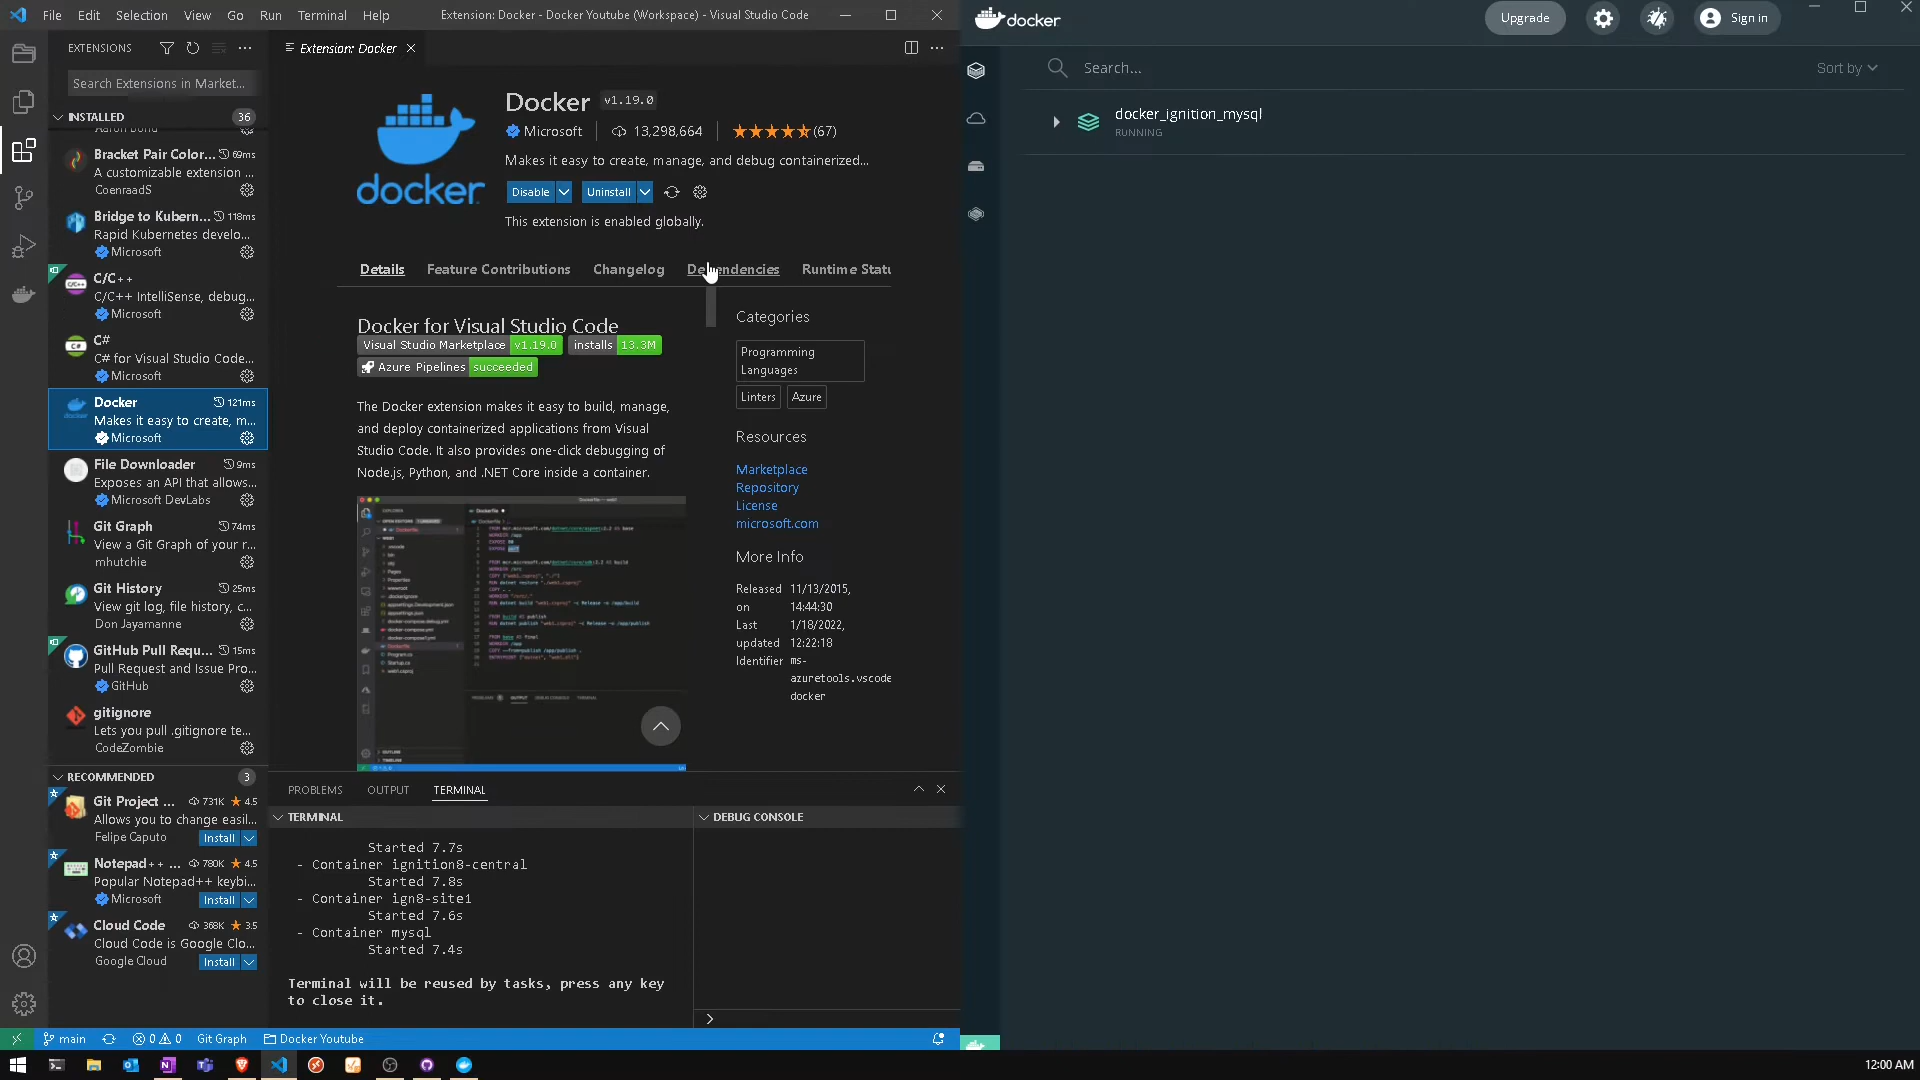 File Edit Selection View Go Run Terminal Help
Extension: Docker - Docker Youtube (Workspace) - Visual Studio Code
EXTENSIONS
Search Extensions in Market...
INSTALLED 36
Aaron Bond
Bracket Pair Color... 69ms
A customizable extension ...
CoenraadS
Bridge to Kubern... 118ms
Rapid Kubernetes develo...
Microsoft
C/C++
C/C++ IntelliSense, debug...
Microsoft
C#
C# for Visual Studio Code...
Microsoft
Docker 121ms
Makes it easy to create, m...
Microsoft
File Downloader 9ms
Exposes an API that allows...
Microsoft DevLabs
Git Graph 74ms
View a Git Graph of your r...
mhutchie
Git History 25ms
View git log, file history, c...
Don Jayamanne
GitHub Pull Requ... 15ms
Pull Request and Issue Pro...
GitHub
gitignore
Lets you pull .gitignore te...
CodeZombie
RECOMMENDED 3
Git Project ... 731K 4.5
Allows you to change easil...
Felipe Caputo Install
Notepad++ ... 780K 4.5
Popular Notepad++ keybi...
Microsoft Install
Cloud Code 368K 3.5
Cloud Code is Google Clo...
Google Cloud Install
Extension: Docker
docker
Docker v1.19.0
Microsoft 13,298,664 (67)
Makes it easy to create, manage, and debug containerized...
Disable Uninstall
This extension is enabled globally.
Details Feature Contributions Changelog Dependencies Runtime Statu
Docker for Visual Studio Code
Visual Studio Marketplace v1.19.0 installs 13.3M
Azure Pipelines succeeded
The Docker extension makes it easy to build, manage,
and deploy containerized applications from Visual
Studio Code. It also provides one-click debugging of
Node.js, Python, and .NET Core inside a container.
Categories
Programming
Languages
Linters Azure
Resources
Marketplace
Repository
License
microsoft.com
More Info
Released on 11/13/2015, 14:44:30
Last updated 1/18/2022, 12:22:18
Identifier ms-
azuretools.vscode
docker
PROBLEMS OUTPUT TERMINAL
TERMINAL
Started 7.7s
- Container ignition8-central
Started 7.8s
- Container ign8-site1
Started 7.6s
- Container mysql
Started 7.4s
Terminal will be reused by tasks, press any key
to close it.
DEBUG CONSOLE
main 0 0 Git Graph Docker Youtube
docker
Upgrade Sign in
Search...
Sort by
docker_ignition_mysql
RUNNING
12:00 AM